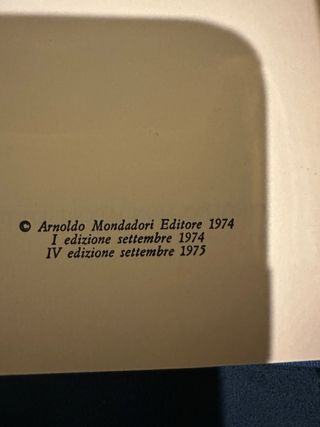 © Arnoldo Mondadori Editore 1974
I edizione settembre 1974
IV edizione settembre 1975